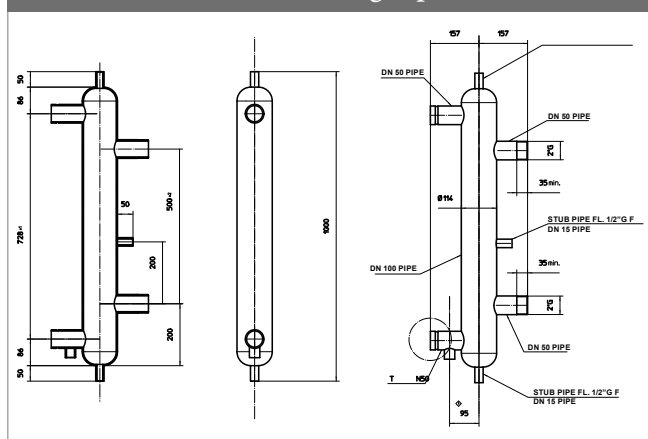 50
86
728±1
86
50
50
500±2
200
200
1000
157
157
DN 50 PIPE
DN 50 PIPE
2"G
35min.
Ø114
STUB PIPE FL. 1/2"G F
DN 15 PIPE
DN 100 PIPE
35min.
2"G
DN 50 PIPE
T
N50
STUB PIPE FL. 1/2"G F
DN 15 PIPE
95